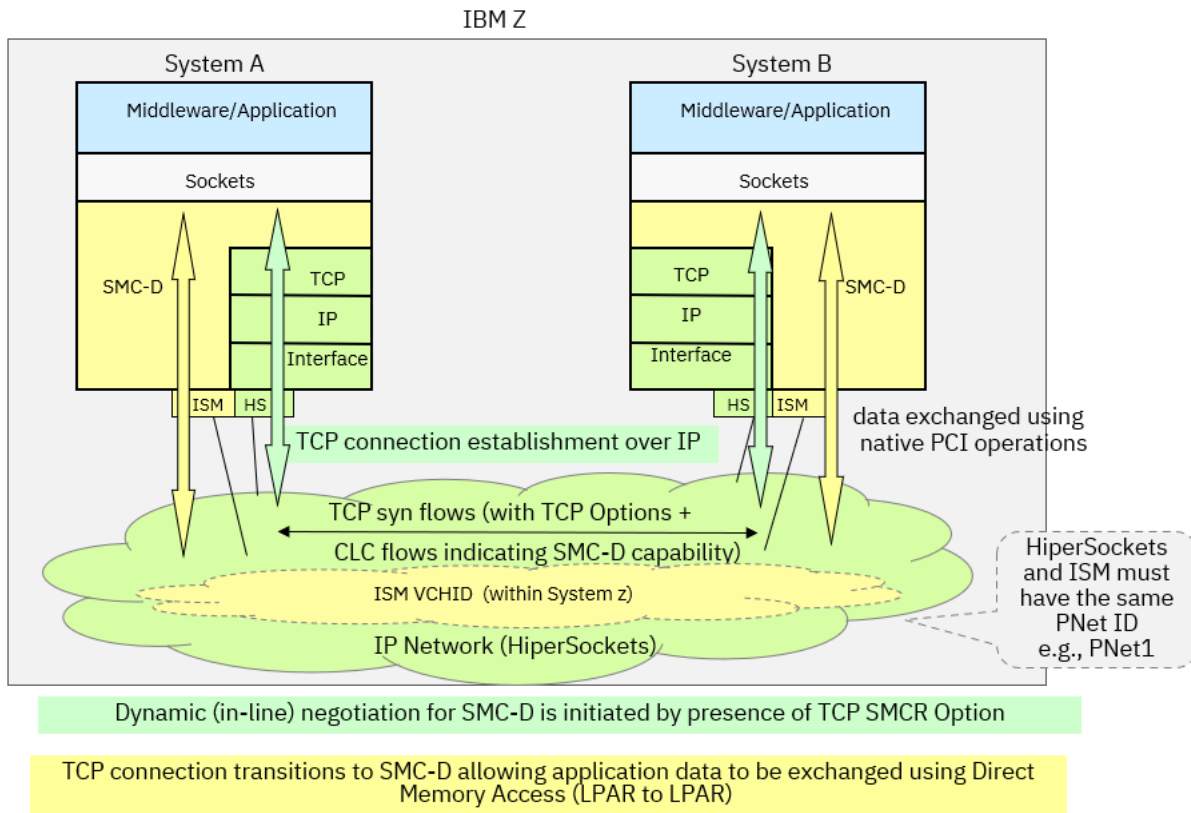 IBM Z
System A
System B
Middleware/Application
Middleware/Application
Sockets
Sockets
SMC-D
TCP
IP
Interface
TCP
IP
Interface
SMC-D
ISM
HS
HS
ISM
data exchanged using
native PCI operations
TCP connection establishment over IP
TCP syn flows (with TCP Options +
CLC flows indicating SMC-D capability)
ISM VCHID (within System z)
IP Network (HiperSockets)
HiperSockets
and ISM must
have the same
PNet ID
e.g., PNet1
Dynamic (in-line) negotiation for SMC-D is initiated by presence of TCP SMCR Option
TCP connection transitions to SMC-D allowing application data to be exchanged using Direct
Memory Access (LPAR to LPAR)